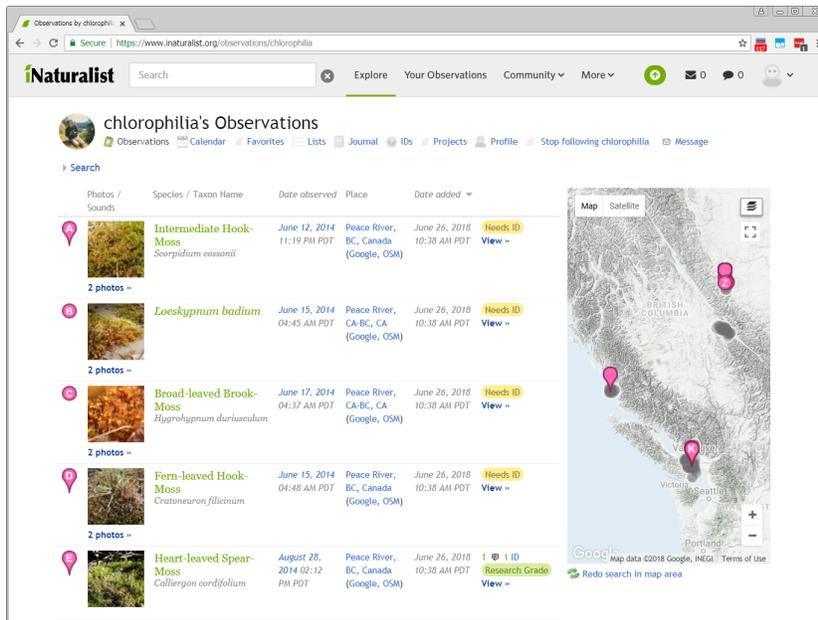 Observations by chlorophili
Secure | https://www.inaturalist.org/observations/chlorophilia
117
1
iNaturalist
Search
Explore
Your Observations
Community
More
0
0
chlorophilia's Observations
Observations Calendar Favorites Lists Journal IDs Projects Profile Stop following chlorophilia Message
Search
Photos / Sounds
Species / Taxon Name
Date observed
Place
Date added
A
Intermediate Hook-
Moss
Scorpidium cossonii
June 12, 2014
11:19 PM PDT
Peace River,
BC, Canada
(Google, OSM)
June 26, 2018
10:38 AM PDT
Needs ID
View »
2 photos »
B
Loeskypnum badium
June 15, 2014
04:45 AM PDT
Peace River,
CA-BC, CA
(Google, OSM)
June 26, 2018
10:38 AM PDT
Needs ID
View »
2 photos »
C
Broad-leaved Brook-
Moss
Hygrohypnum duriusculum
June 17, 2014
04:37 AM PDT
Peace River,
CA-BC, CA
(Google, OSM)
June 26, 2018
10:38 AM PDT
Needs ID
View »
2 photos »
D
Fern-leaved Hook-
Moss
Cratoneuron filicinum
June 15, 2014
04:48 AM PDT
Peace River,
BC, Canada
(Google, OSM)
June 26, 2018
10:38 AM PDT
Needs ID
View »
2 photos »
E
Heart-leaved Spear-
Moss
Calliergon cordifolium
August 28,
2014 02:12
PM PDT
Peace River,
BC, Canada
(Google, OSM)
June 26, 2018
10:38 AM PDT
1 1 ID
Research Grade
View »
Map Satellite
Z
BRITISH
COLUMBIA
K
Victoria
Seattle
Portland
Google
Map data ©2018 Google, INEGI Terms of Use
Redo search in map area